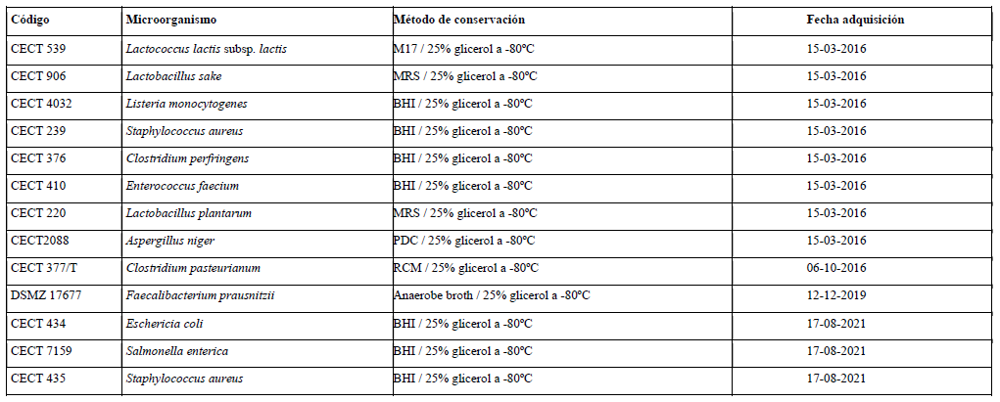 Código Microorganismo Método de conservación Fecha adquisición
CECT 539 Lactococcus lactis subsp. lactis M17 / 25% glicerol a -80ºC 15-03-2016
CECT 906 Lactobacillus sake MRS / 25% glicerol a -80ºC 15-03-2016
CECT 4032 Listeria monocytogenes BHI / 25% glicerol a -80ºC 15-03-2016
CECT 239 Staphylococcus aureus BHI / 25% glicerol a -80ºC 15-03-2016
CECT 376 Clostridium perfringens BHI / 25% glicerol a -80ºC 15-03-2016
CECT 410 Enterococcus faecium BHI / 25% glicerol a -80ºC 15-03-2016
CECT 220 Lactobacillus plantarum MRS / 25% glicerol a -80ºC 15-03-2016
CECT2088 Aspergillus niger PDC / 25% glicerol a -80ºC 15-03-2016
CECT 377/T Clostridium pasteurianum RCM / 25% glicerol a -80ºC 06-10-2016
DSMZ 17677 Faecalibacterium prausnitzii Anaerobe broth / 25% glicerol a -80ºC 12-12-2019
CECT 434 Eschericia coli BHI / 25% glicerol a -80ºC 17-08-2021
CECT 7159 Salmonella enterica BHI / 25% glicerol a -80ºC 17-08-2021
CECT 435 Staphylococcus aureus BHI / 25% glicerol a -80ºC 17-08-2021